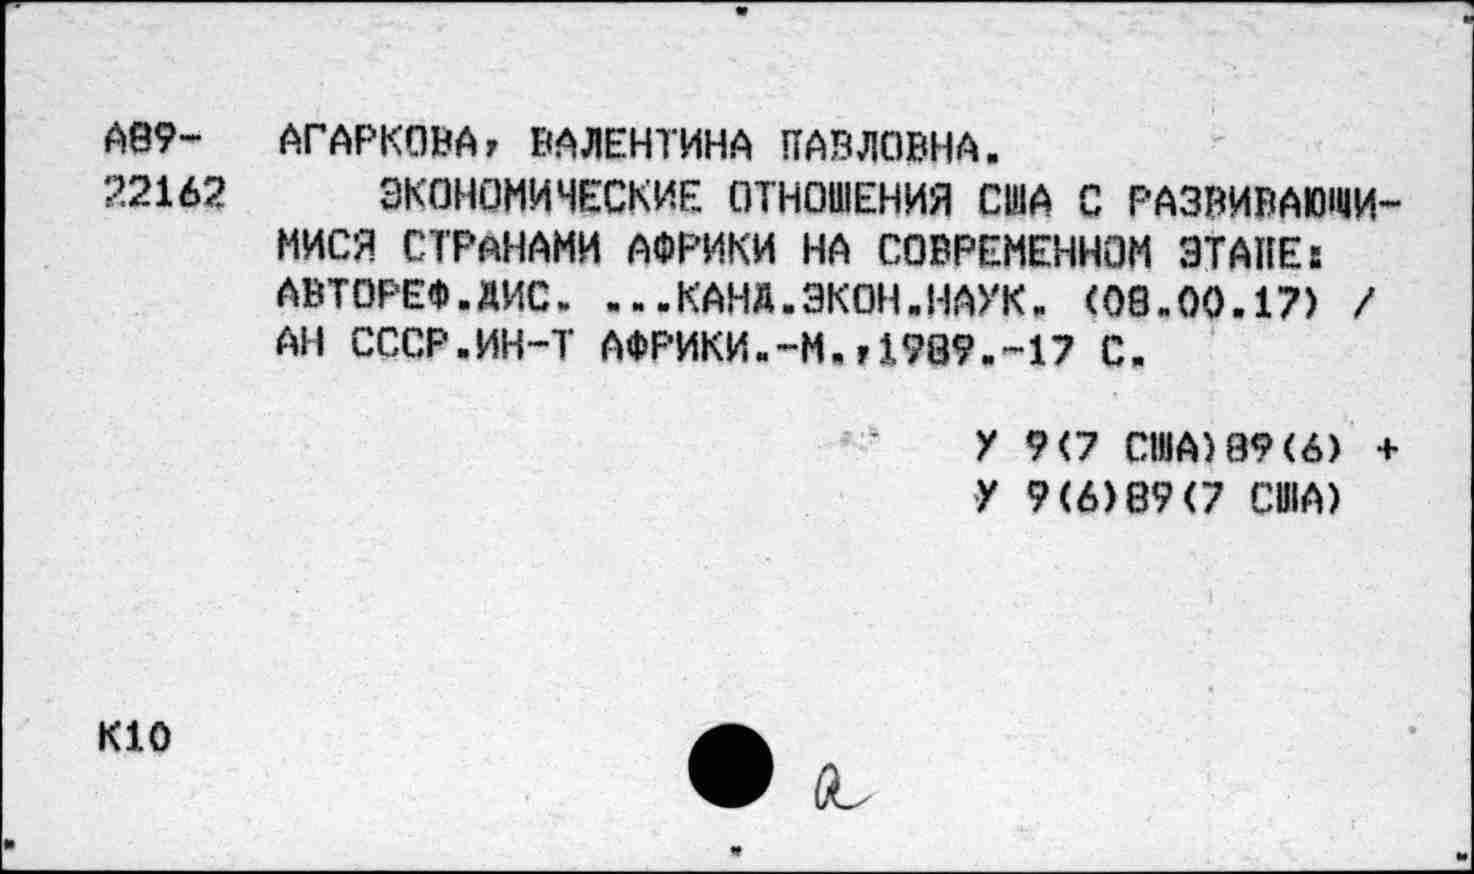 А89- АГАРКОВА, ВАЛЕНТИНА ПАВЛОВНА.
22162 ЭКОНОМИЧЕСКИЕ ОТНОШЕНИЯ США С РАЗВИВАЮЩИ-
МИСЯ СТРАНАМИ АФРИКИ НА СОВРЕМЕННОМ ЭТАПЕ:
АВТОРЕФ.ДИС. ...КАНД.ЭКОН.НАУК. (08.00.17) /
АН СССР.ИН-Т АФРИКИ.-М.,1989.-17 С.
У 9(7 США)89(6) +
У 9(6)89(7 США)
К10